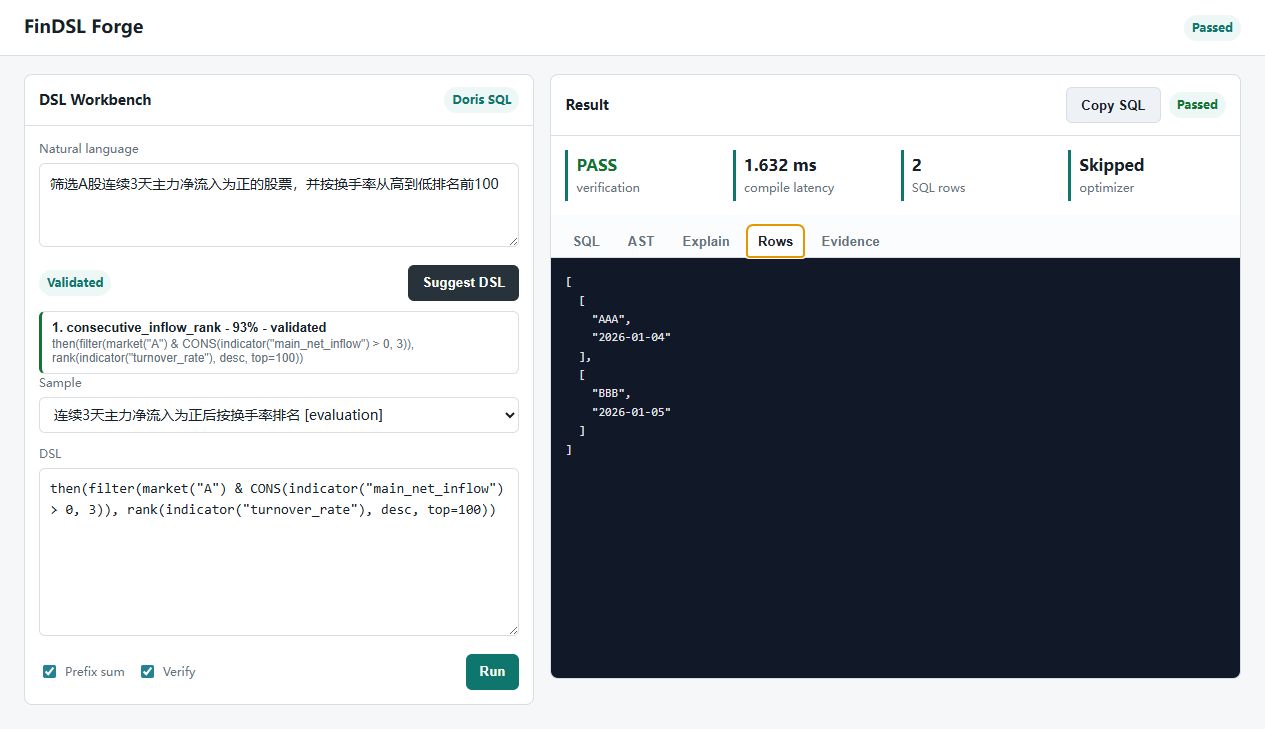 FinDSL Forge
Passed
DSL Workbench
Doris SQL
Natural language
筛选A股连续3天主力净流入为正的股票，并按换手率从高到低排名前100
Validated
Suggest DSL
1. consecutive_inflow_rank - 93% - validated
then(filter(market("A") & CONS(indicator("main_net_inflow") > 0, 3)),
rank(indicator("turnover_rate"), desc, top=100))
Sample
连续3天主力净流入为正后按换手率排名 [evaluation]
DSL
then(filter(market("A") & CONS(indicator("main_net_inflow")
> 0, 3)), rank(indicator("turnover_rate"), desc, top=100))
Prefix sum
Verify
Run
Result
Copy SQL
Passed
PASS
verification
1.632 ms
compile latency
2
SQL rows
Skipped
optimizer
SQL
AST
Explain
Rows
Evidence
[
[
"AAA",
"2026-01-04"
],
[
"BBB",
"2026-01-05"
]
]